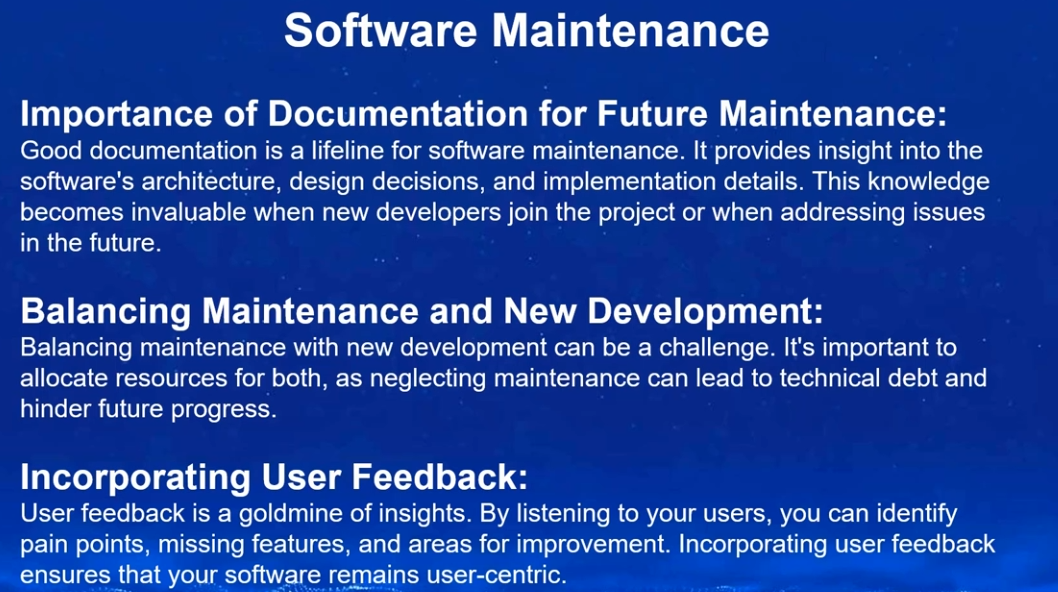 Software Maintenance
Importance of Documentation for Future Maintenance:
Good documentation is a lifeline for software maintenance. It provides insight into the
software's architecture, design decisions, and implementation details. This knowledge
becomes invaluable when new developers join the project or when addressing issues
in the future.
Balancing Maintenance and New Development:
Balancing maintenance with new development can be a challenge. It's important to
allocate resources for both, as neglecting maintenance can lead to technical debt and
hinder future progress.
Incorporating User Feedback:
User feedback is a goldmine of insights. By listening to your users, you can identify
pain points, missing features, and areas for improvement. Incorporating user feedback
ensures that your software remains user-centric.